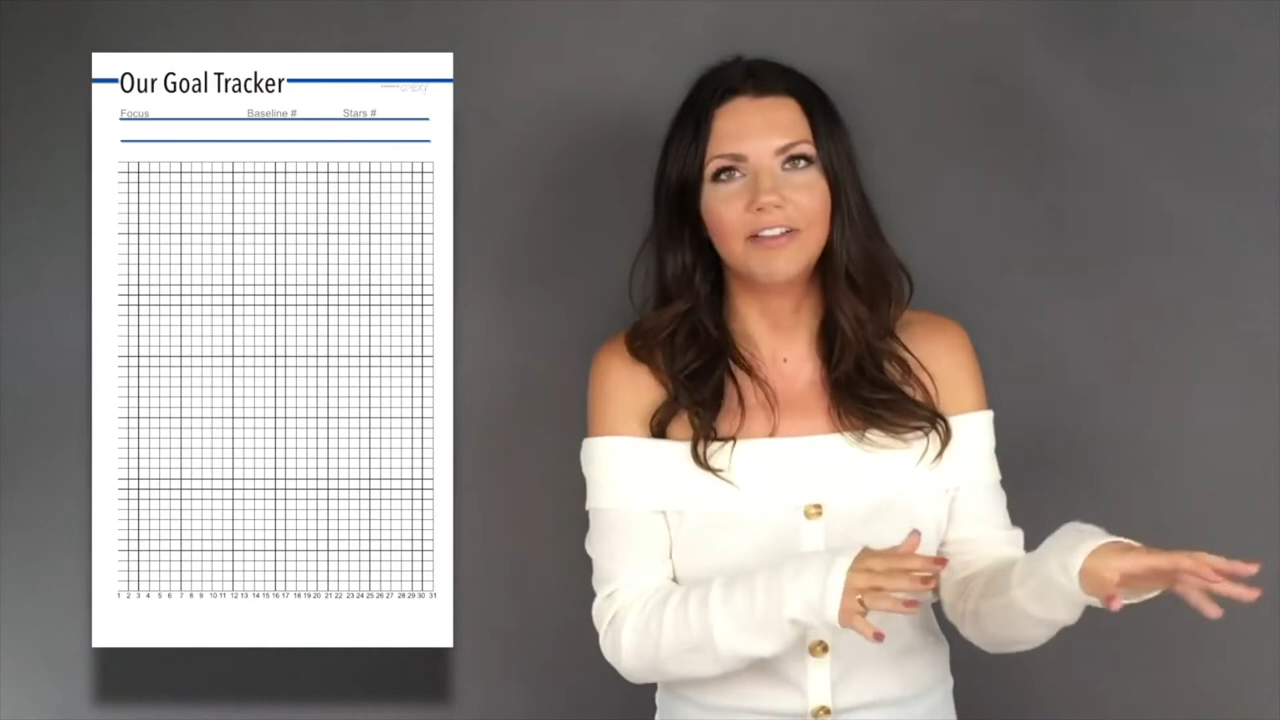 Our Goal Tracker
Focus Baseline # Stars #
1 2 3 4 5 6 7 8 9 10 11 12 13 14 15 16 17 18 19 20 21 22 23 24 25 26 27 28 29 30 31